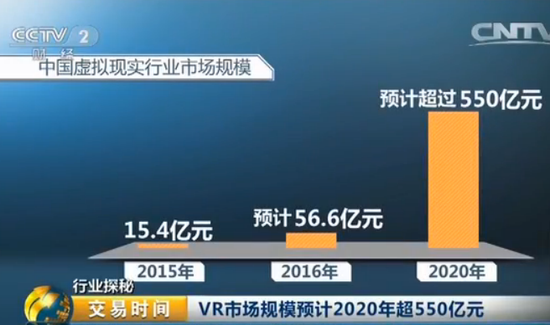 CCTV 2
财经
CNTV
中国虚拟现实行业市场规模
预计超过550亿元
预计56.6亿元
15.4亿元
2015年
2016年
2020年
行业探秘
交易时间
VR市场规模预计2020年超550亿元